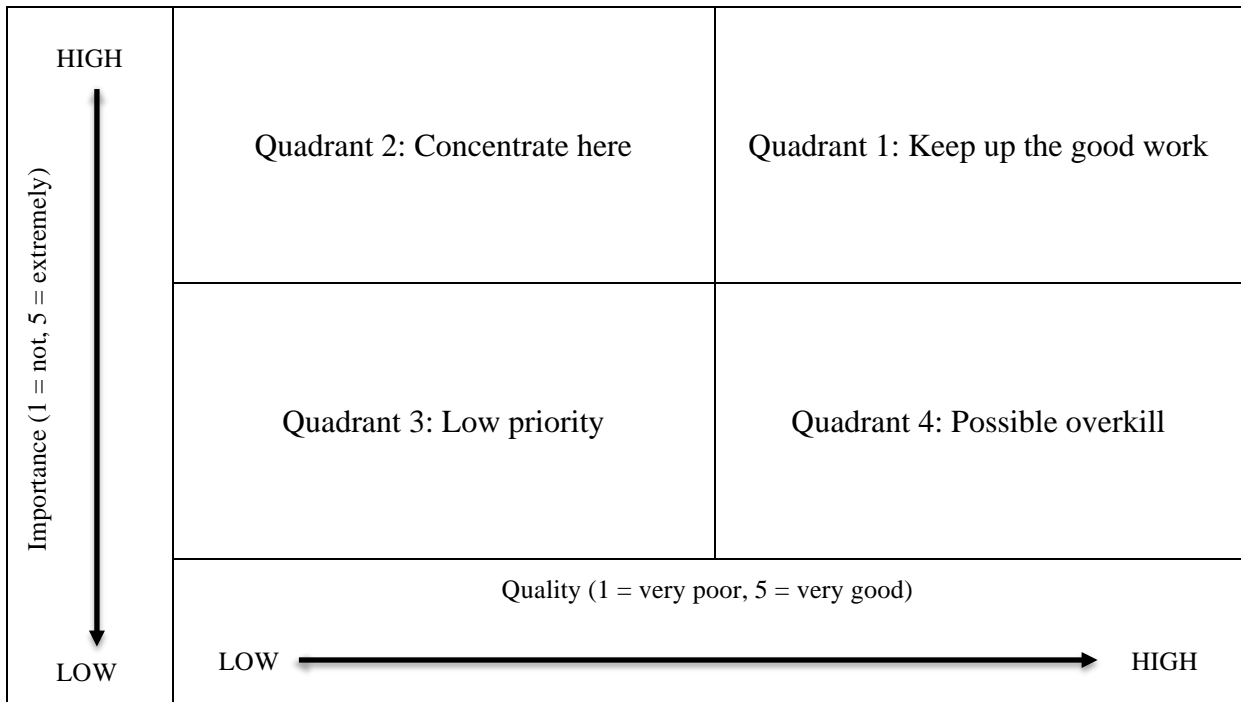 HIGH
Importance (1 = not, 5 = extremely)
LOW
Quadrant 2: Concentrate here
Quadrant 1: Keep up the good work
Quadrant 3: Low priority
Quadrant 4: Possible overkill
Quality (1 = very poor, 5 = very good)
LOW
HIGH